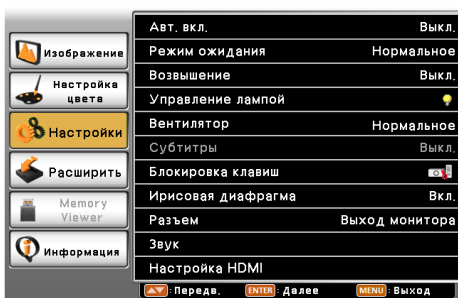 Изображение
Настройка
цвета
Настройки
Расширить
Memory
Viewer
Информация
Авт. вкл. Выкл.
Режим ожидания Нормальное
Возвышение Выкл.
Управление лампой
Вентилятор Нормальное
Субтитры Выкл.
Блокировка клавиш
Ирисовая диафрагма Вкл.
Разъем Выход монитора
Звук
Настройка HDMI
:Передв. ENTER :Далее MENU :Выход